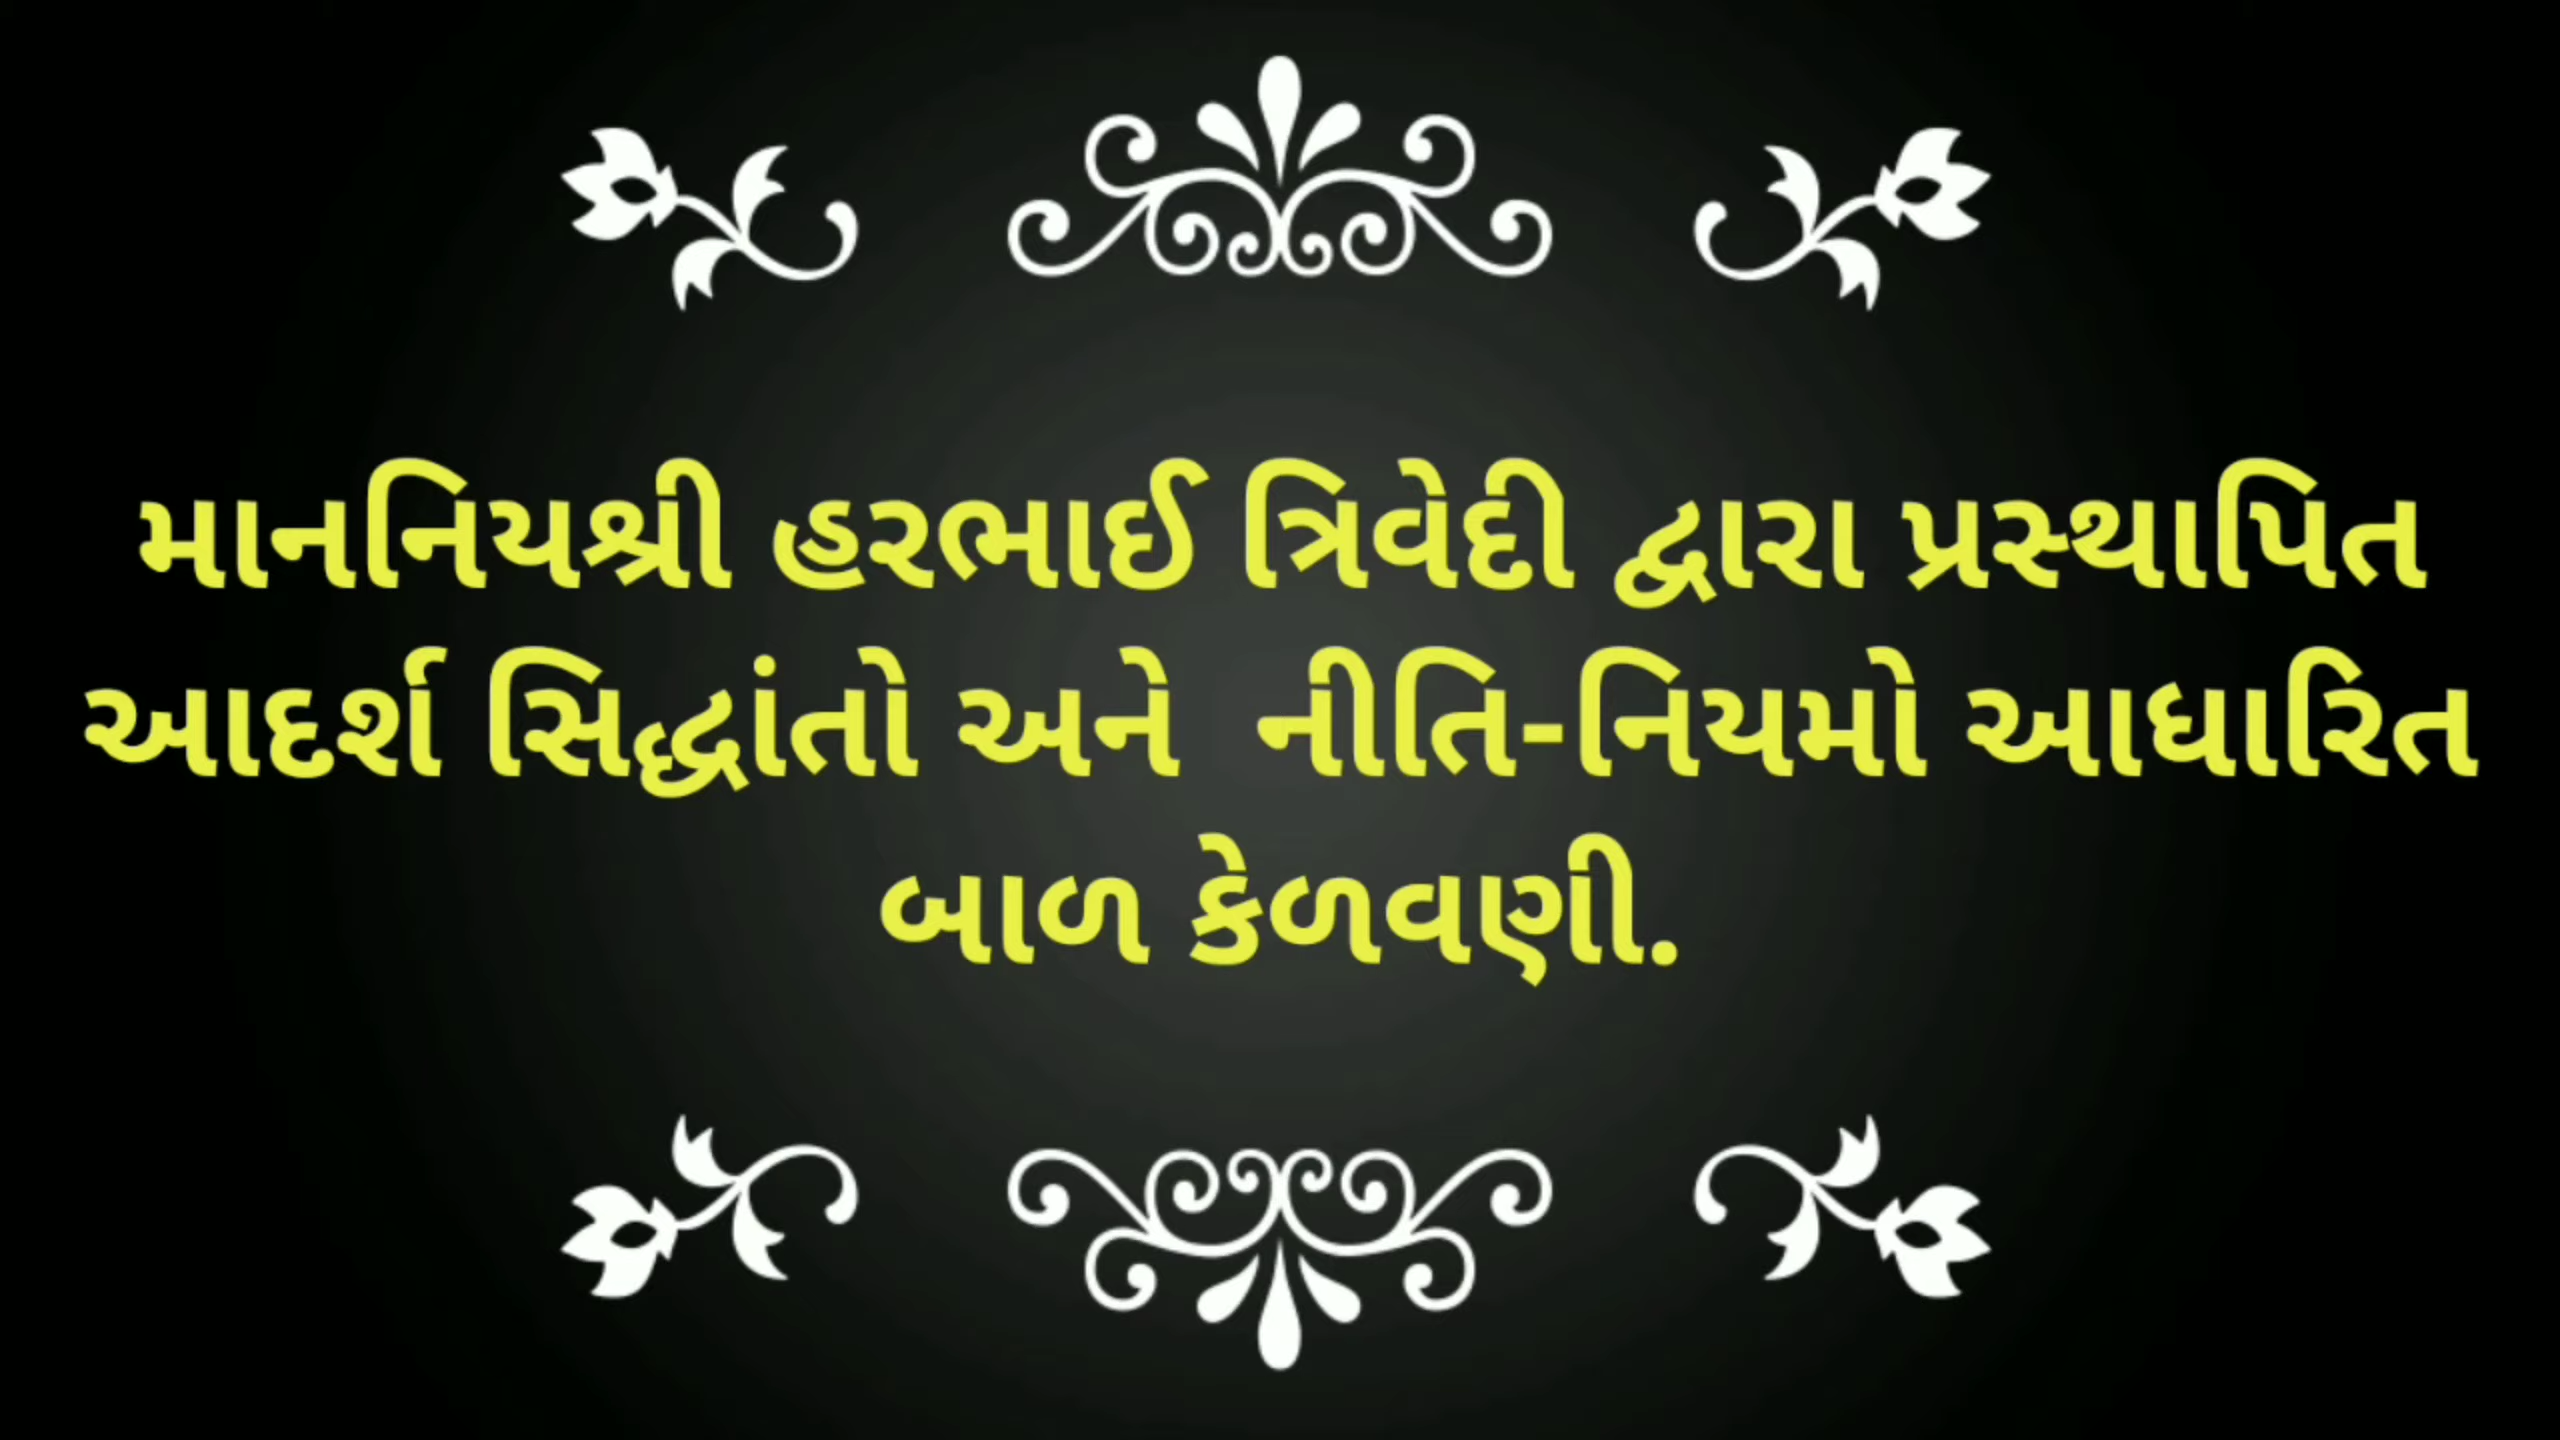 માનનિયશ્રી હરભાઈ ત્રિવેદી દ્વારા પ્રસ્થાપિત
આદર્શ સિદ્ધાંતો અને નીતિ-નિયમો આધારિત
બાળ કેળવણી.